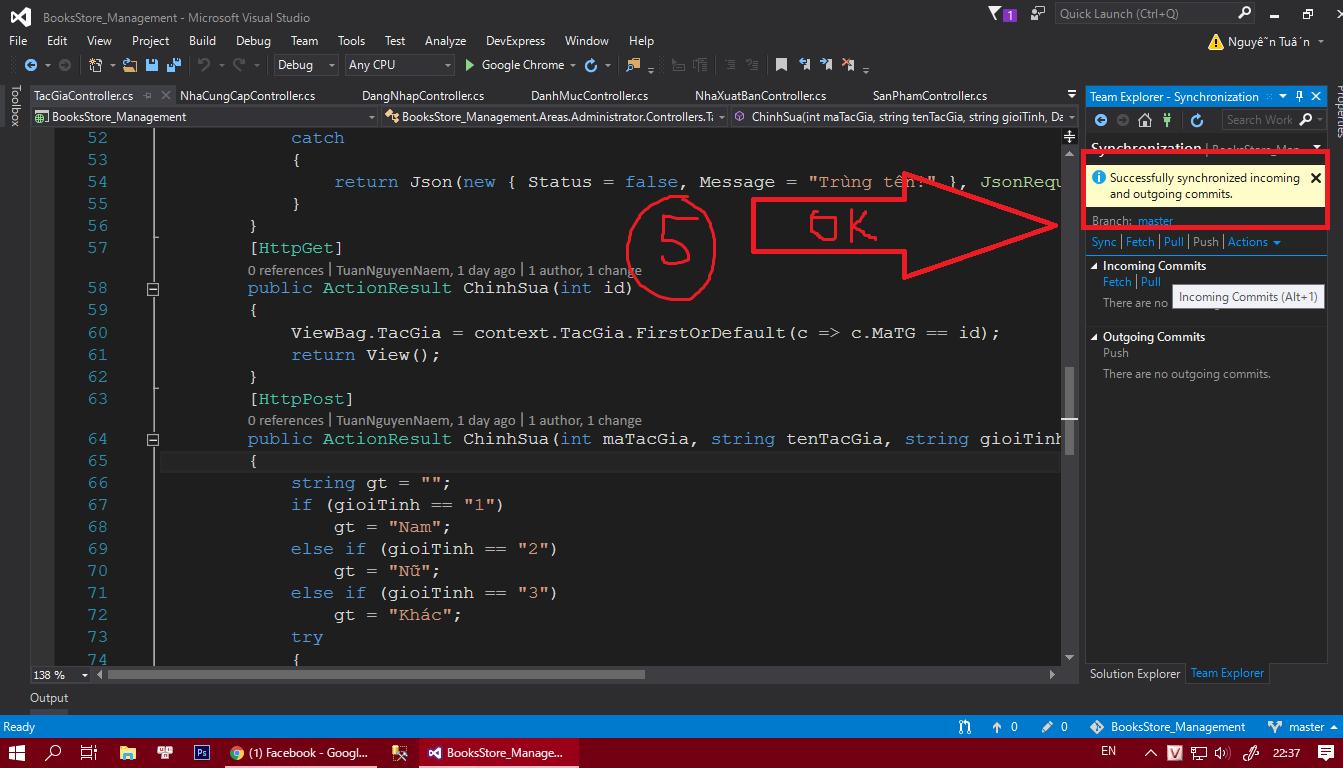 BooksStore_Management - Microsoft Visual Studio
1
Quick Launch (Ctrl+Q)
File Edit View Project Build Debug Team Tools Test Analyze DevExpress Window Help
Nguyê˜n Tuâ´n
Debug Any CPU Google Chrome
Toolbox
TacGiaController.cs NhaCungCapController.cs DangNhapController.cs DanhMucController.cs NhaXuatBanController.cs SanPhamController.cs
BooksStore_Management BooksStore_Management.Areas.Administrator.Controllers.Ta ChinhSua(int maTacGia, string tenTacGia, string gioiTinh, Da
52 catch
53 {
54 return Json(new { Status = false, Message = "Trùng tên!" }, JsonRequ
55 }
56 }
57 [HttpGet]
0 references | TuanNguyenNaem, 1 day ago | 1 author, 1 change
58 public ActionResult ChinhSua(int id)
59 {
60 ViewBag.TacGia = context.TacGia.FirstOrDefault(c => c.MaTG == id);
61 return View();
62 }
63 [HttpPost]
0 references | TuanNguyenNaem, 1 day ago | 1 author, 1 change
64 public ActionResult ChinhSua(int maTacGia, string tenTacGia, string gioiTinh
65 {
66 string gt = "";
67 if (gioiTinh == "1")
68 gt = "Nam";
69 else if (gioiTinh == "2")
70 gt = "Nữ";
71 else if (gioiTinh == "3")
72 gt = "Khác";
73 try
74 {
5
OK
138 %
Team Explorer - Synchronization
Search Work
Properties
Synchronization | BooksStore_Man
Successfully synchronized incoming
and outgoing commits.
Branch: master
Sync | Fetch | Pull | Push | Actions
Incoming Commits
Fetch | Pull
There are no
Incoming Commits (Alt+1)
Outgoing Commits
Push
There are no outgoing commits.
Solution Explorer Team Explorer
Output
Ready 0 0 BooksStore_Management master
Ps (1) Facebook - Googl... BooksStore_Manage... EN V 22:37